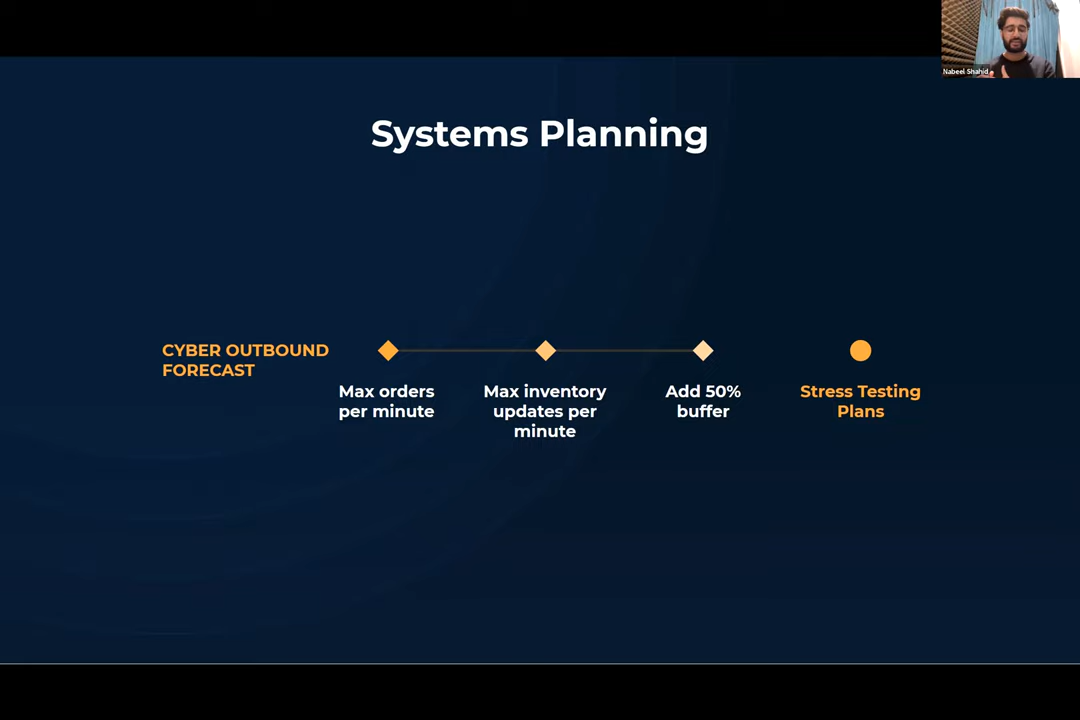 Nabeel Shahid
Systems Planning
CYBER OUTBOUND
FORECAST
Max orders
per minute
Max inventory
updates per
minute
Add 50%
buffer
Stress Testing
Plans